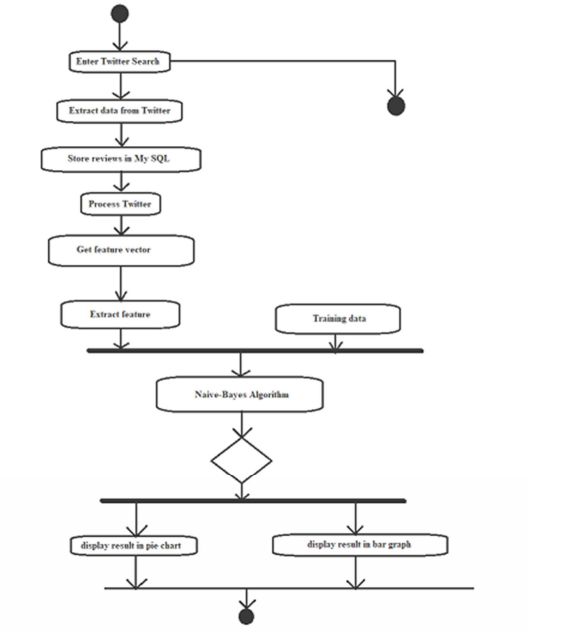 Enter Twitter Search
Extract data from Twitter
Store reviews in My SQL
Process Twitter
Get feature vector
Extract feature
Training data
Naive-Bayes Algorithm
display result in pie chart
display result in bar graph